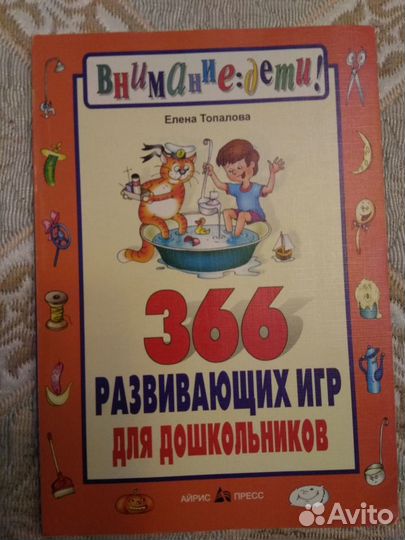 Внимание: дети!
Елена Топалова
366
РАЗВИВАЮЩИХ ИГР
ДЛЯ ДОШКОЛЬНИКОВ
АЙРИС ПРЕСС
Avito